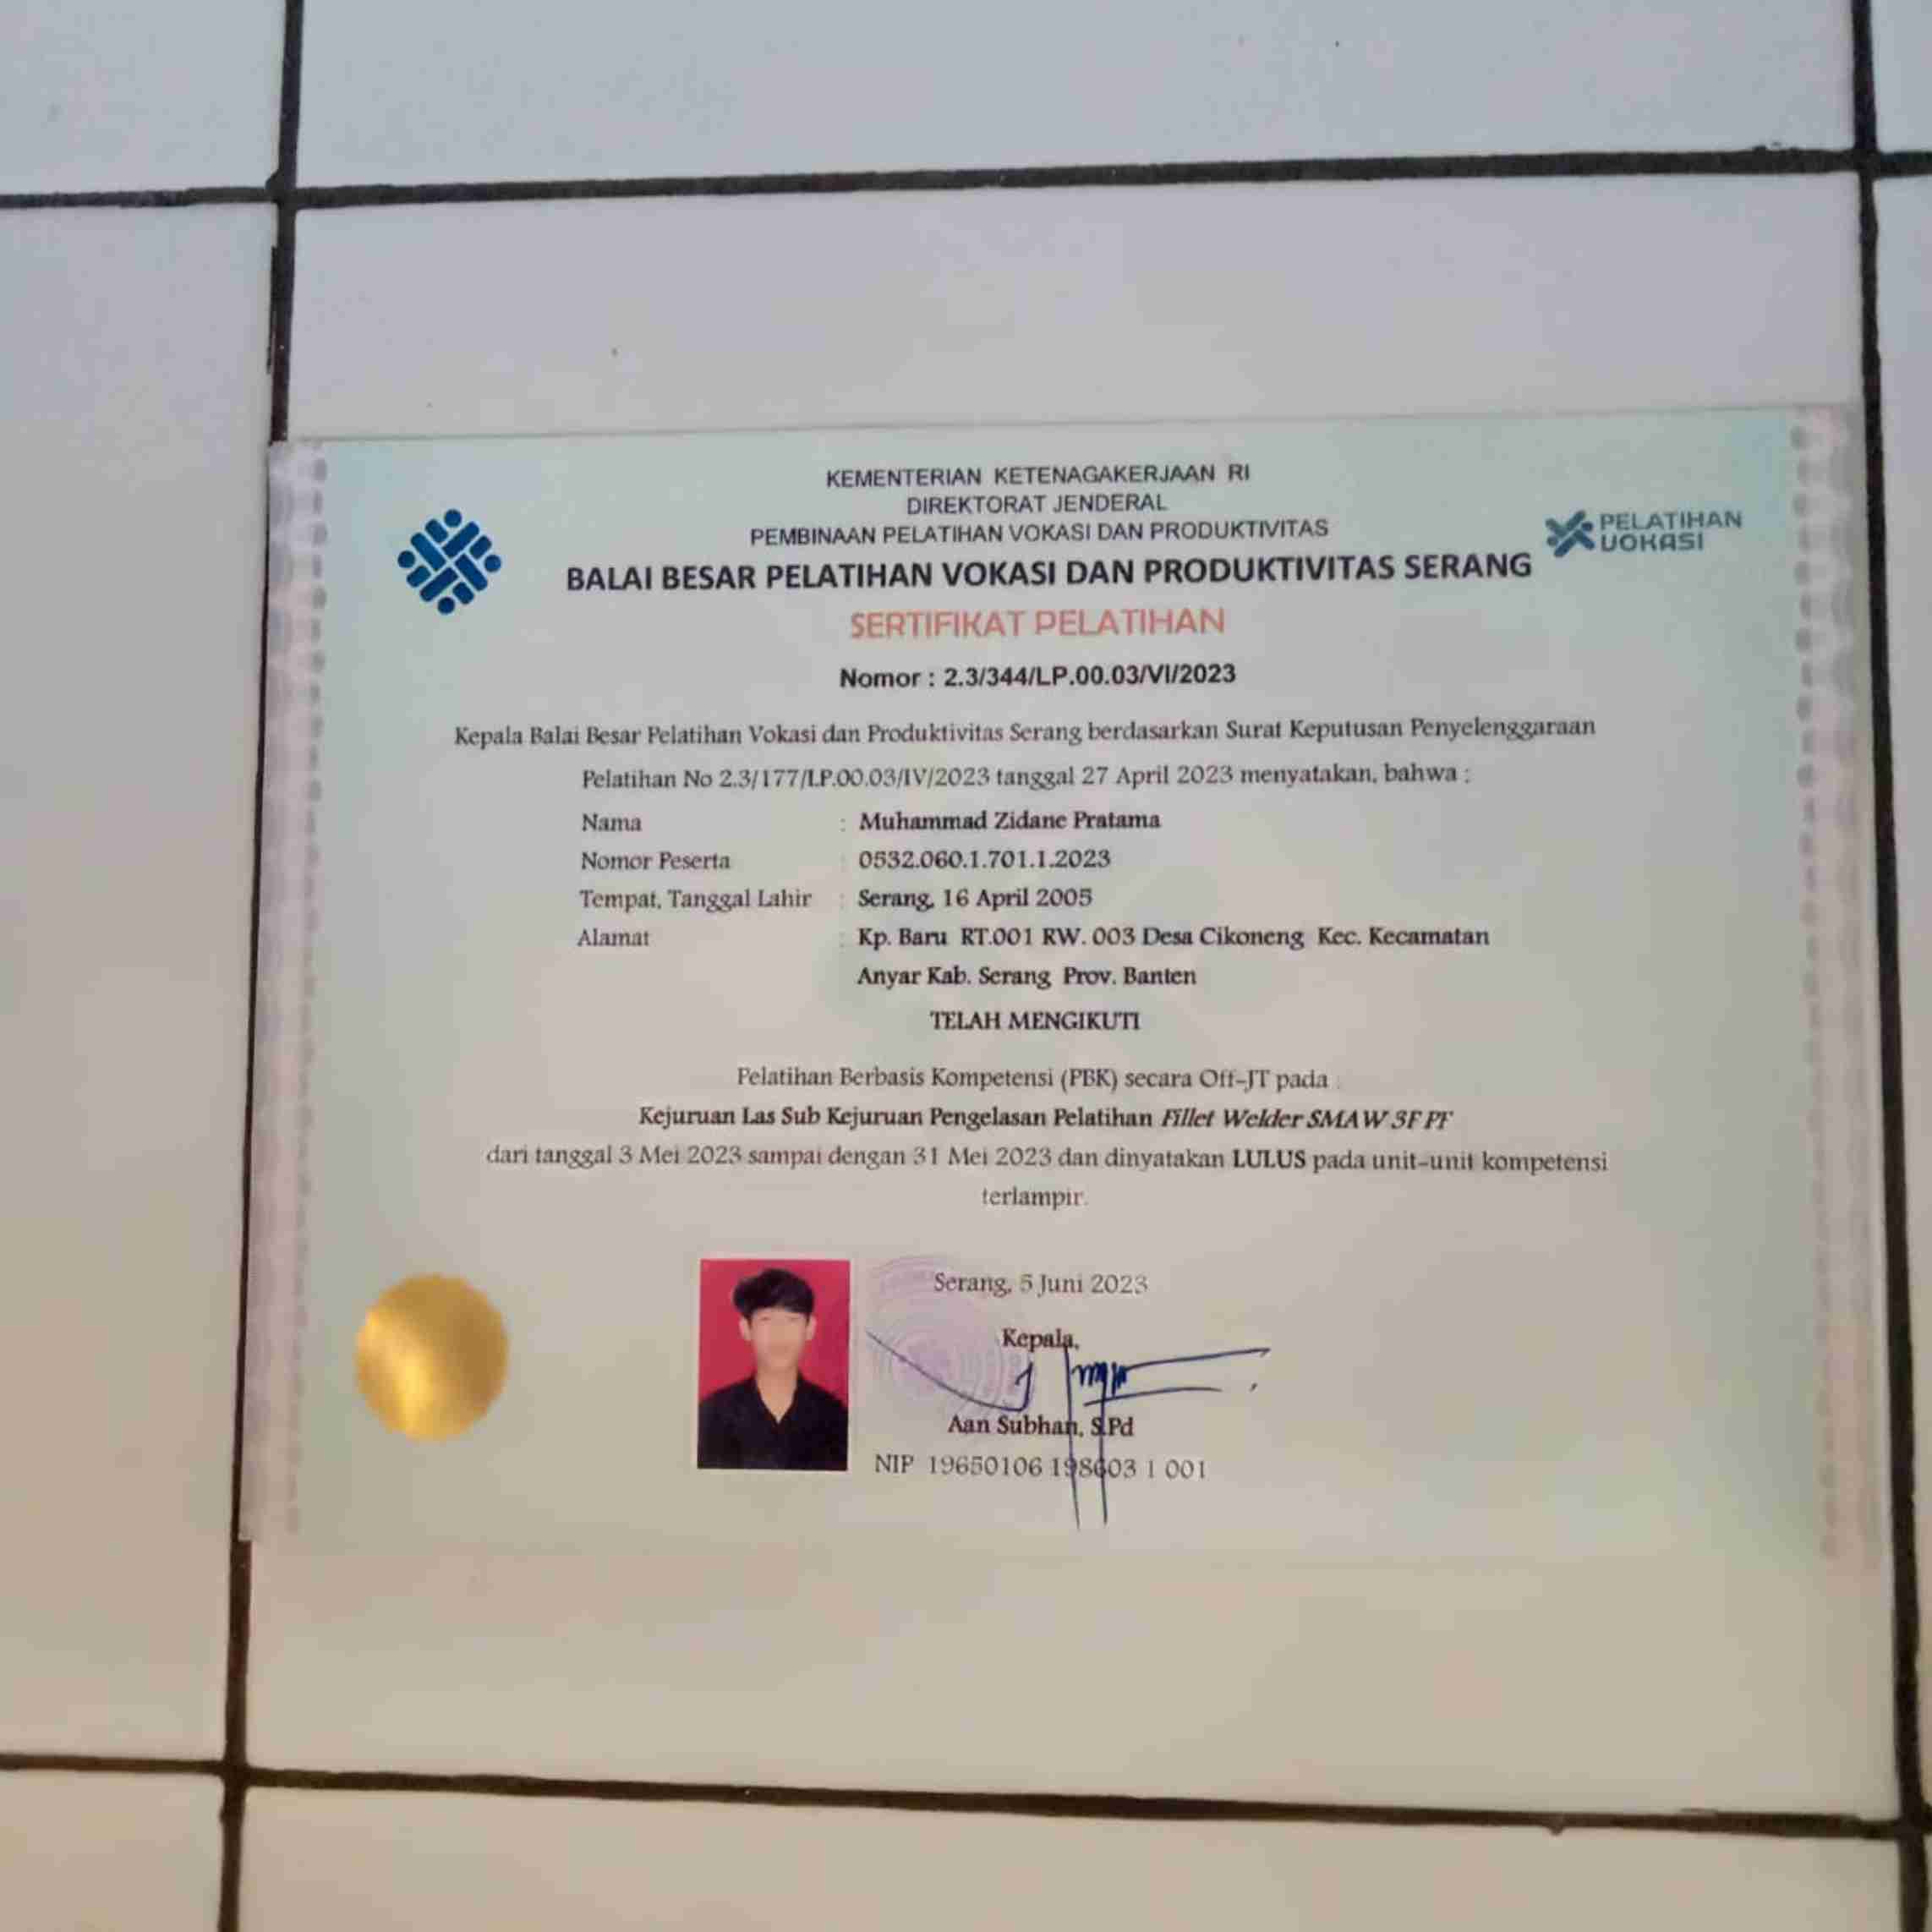 KEMENTERIAN KETENAGAKERJAAN RI
DIREKTORAT JENDERAL
PEMBINAAN PELATIHAN VOKASI DAN PRODUKTIVITAS
BALAI BESAR PELATIHAN VOKASI DAN PRODUKTIVITAS SERANG
PELATIHAN
VOKASI
SERTIFIKAT PELATIHAN
Nomor : 2.3/344/LP.00.03/VI/2023
Kepala Balai Besar Pelatihan Vokasi dan Produktivitas Serang berdasarkan Surat Keputusan Penyelenggaraan
Pelatihan No 2.3/177/LP.00.03/IV/2023 tanggal 27 April 2023 menyatakan, bahwa :
Nama : Muhammad Zidane Pratama
Nomor Peserta : 0532.060.1.701.1.2023
Tempat, Tanggal Lahir : Serang, 16 April 2005
Alamat : Kp. Baru RT.001 RW. 003 Desa Cikoneng Kec. Kecamatan
Anyar Kab. Serang Prov. Banten
TELAH MENGIKUTI
Pelatihan Berbasis Kompetensi (PBK) secara Off-JT pada :
Kejuruan Las Sub Kejuruan Pengelasan Pelatihan Fillet Welder SMAW 3F PF
dari tanggal 3 Mei 2023 sampai dengan 31 Mei 2023 dan dinyatakan LULUS pada unit-unit kompetensi
terlampir.
Serang, 5 Juni 2023
Kepala,
Aan Subhan, S.Pd
NIP 19650106 198603 1 001